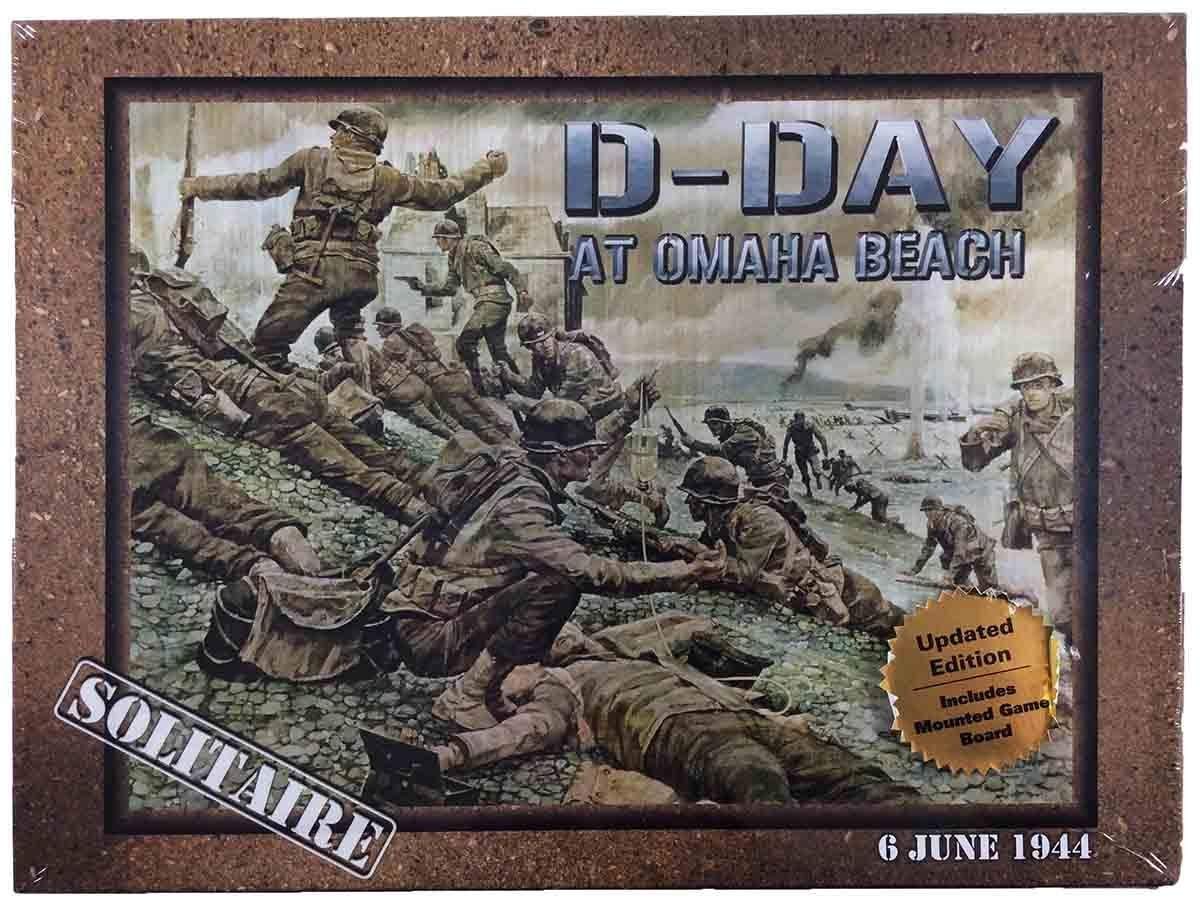 D-DAY
AT OMAHA BEACH
Updated
Edition
Includes
Mounted Game
Board
SOLITAIRE
6 JUNE 1944